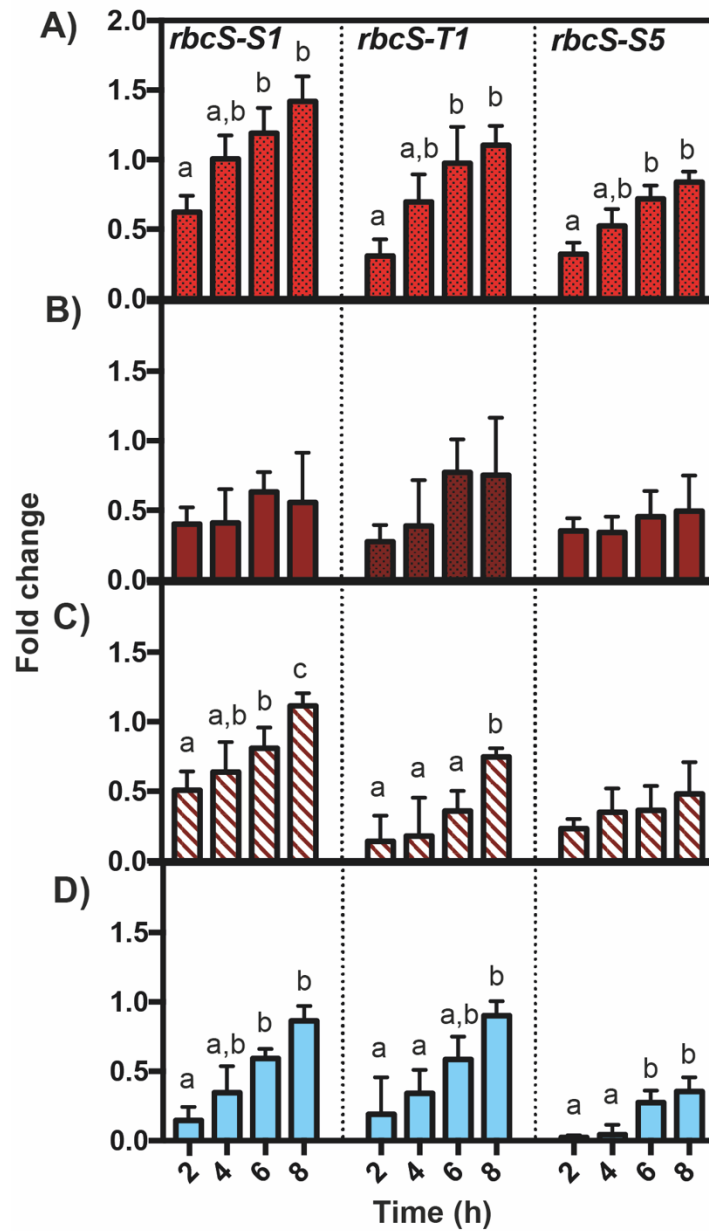 A)
rbcS-S1 rbcS-T1 rbcS-S5
2.0
1.5
1.0
0.5
0.0
a a,b b b
a a,b b b
a a,b b b
B)
1.5
1.0
0.5
0.0
C)
1.5
1.0
0.5
0.0
a a,b b c
a a a b
D)
1.5
1.0
0.5
0.0
a a,b b b
a a a,b b
a a b b
Fold change
2 4 6 8 2 4 6 8 2 4 6 8
Time (h)